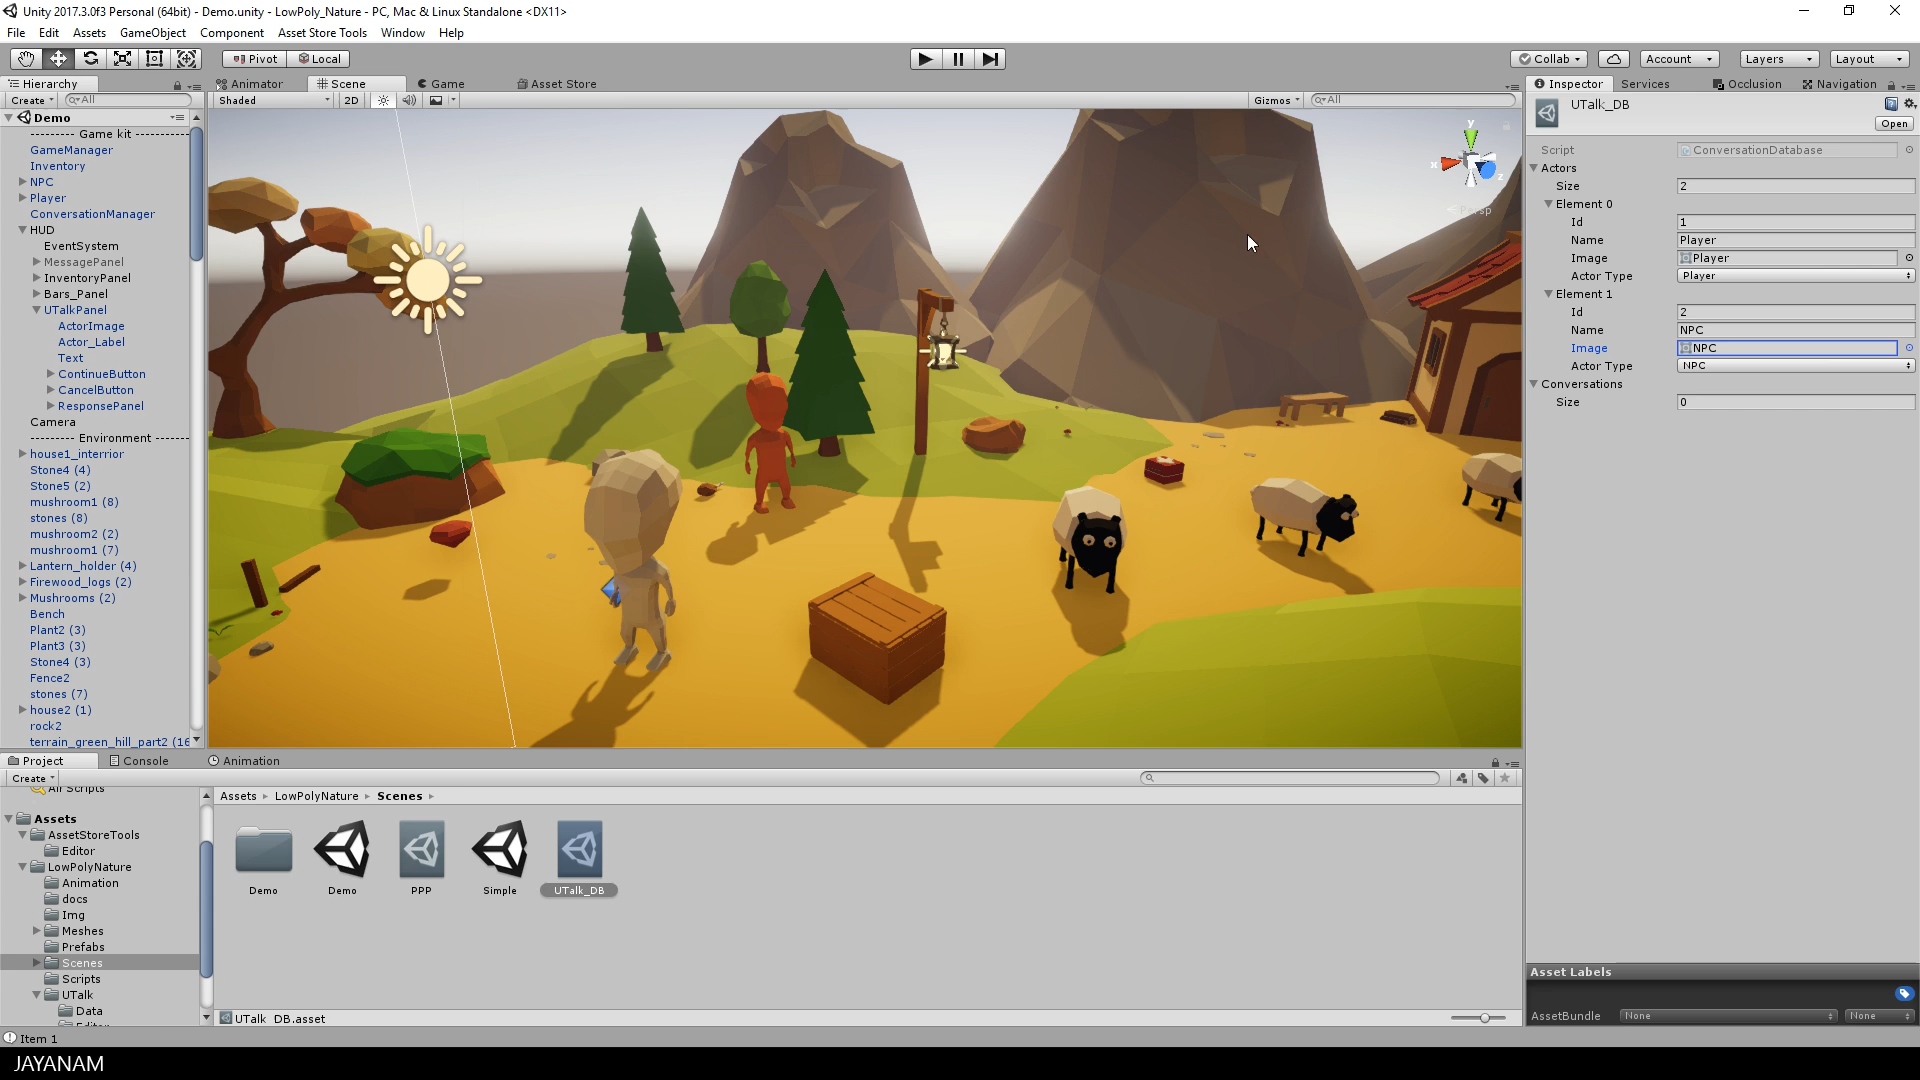 Unity 2017.3.0f3 Personal (64bit) - Demo.unity - LowPoly_Nature - PC, Mac & Linux Standalone <DX11>
File Edit Assets GameObject Component Asset Store Tools Window Help
Pivot Local
Collab Account Layers Layout
Hierarchy
Create All
Demo
--------- Game kit -----------
GameManager
Inventory
NPC
Player
ConversationManager
HUD
EventSystem
MessagePanel
InventoryPanel
Bars_Panel
UTalkPanel
ActorImage
Actor_Label
Text
ContinueButton
CancelButton
ResponsePanel
Camera
--------- Environment -------
house1_interrior
Stone4 (4)
Stone5 (2)
mushroom1 (8)
stones (8)
mushroom2 (2)
mushroom1 (7)
Lantern_holder (4)
Firewood_logs (2)
Mushrooms (2)
Bench
Plant2 (3)
Plant3 (3)
Stone4 (3)
Fence2
stones (7)
house2 (1)
rock2
terrain_green_hill_part2 (16
Animator Scene Game Asset Store
Shaded 2D Gizmos All
y
x
z
Persp
Inspector Services Occlusion Navigation
UTalk_DB
Open
Script ConversationDatabase
Actors
Size 2
Element 0
Id 1
Name Player
Image Player
Actor Type Player
Element 1
Id 2
Name NPC
Image NPC
Actor Type NPC
Conversations
Size 0
Asset Labels
AssetBundle None None
Project Console Animation
Create
All Scripts
Assets
AssetStoreTools
Editor
LowPolyNature
Animation
docs
Img
Meshes
Prefabs
Scenes
Scripts
UTalk
Data
Editor
Assets LowPolyNature Scenes
Demo Demo PPP Simple UTalk_DB
UTalk_DB.asset
Item 1
JAYANAM